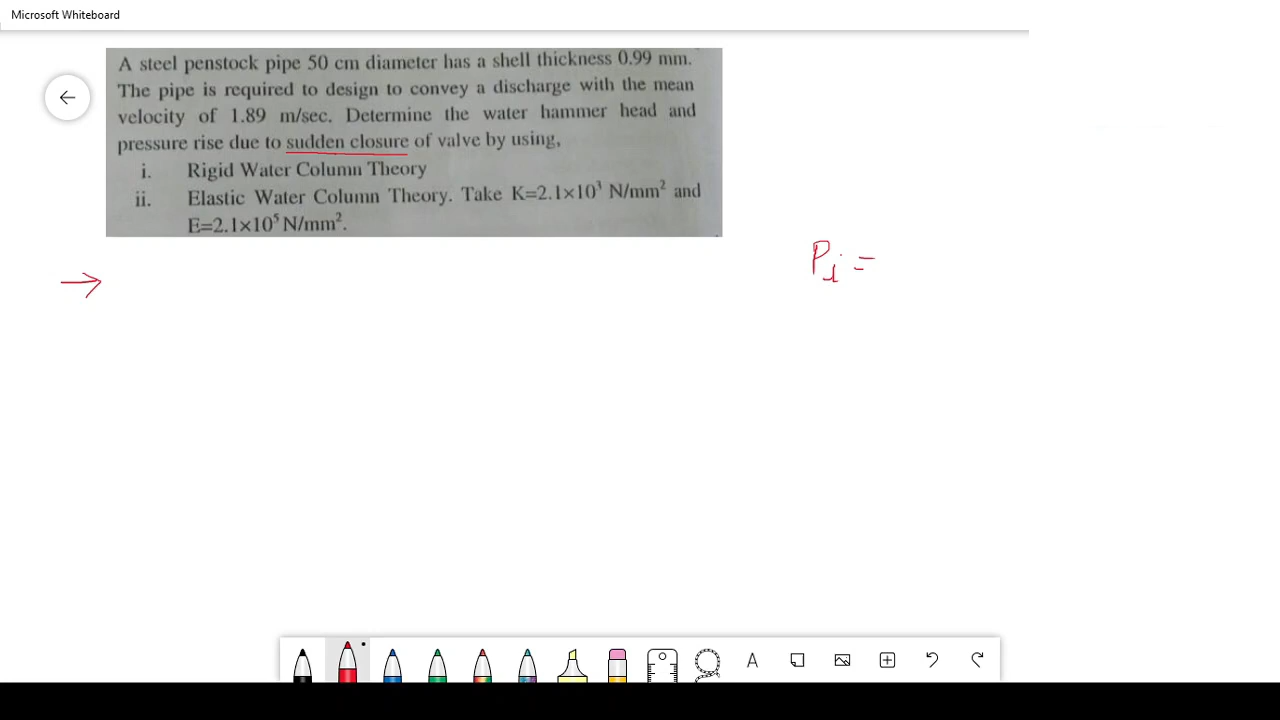 Microsoft Whiteboard
A steel penstock pipe 50 cm diameter has a shell thickness 0.99 mm.
The pipe is required to design to convey a discharge with the mean
velocity of 1.89 m/sec. Determine the water hammer head and
pressure rise due to sudden closure of valve by using,
i. Rigid Water Column Theory
ii. Elastic Water Column Theory. Take K=2.1×10³ N/mm² and
E=2.1×10⁵ N/mm².
Pi =
→
A